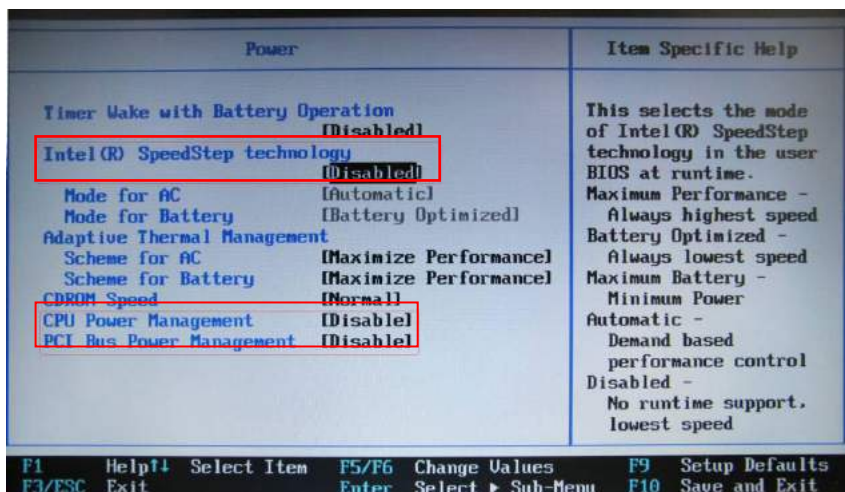 Power
Timer Wake with Battery Operation
[Disabled]
Intel(R) SpeedStep technology
[Disabled]
Mode for AC [Automatic]
Mode for Battery [Battery Optimized]
Adaptive Thermal Management
Scheme for AC [Maximize Performance]
Scheme for Battery [Maximize Performance]
CDROM Speed [Normal]
CPU Power Management [Disable]
PCI Bus Power Management [Disable]
Item Specific Help
This selects the mode
of Intel(R) SpeedStep
technology in the user
BIOS at runtime.
Maximum Performance -
Always highest speed
Battery Optimized -
Always lowest speed
Maximum Battery -
Minimum Power
Automatic -
Demand based
performance control
Disabled -
No runtime support,
lowest speed
F1 Help↑↓ Select Item F5/F6 Change Values F9 Setup Defaults
F3/ESC Exit Enter Select ▶ Sub-Menu F10 Save and Exit